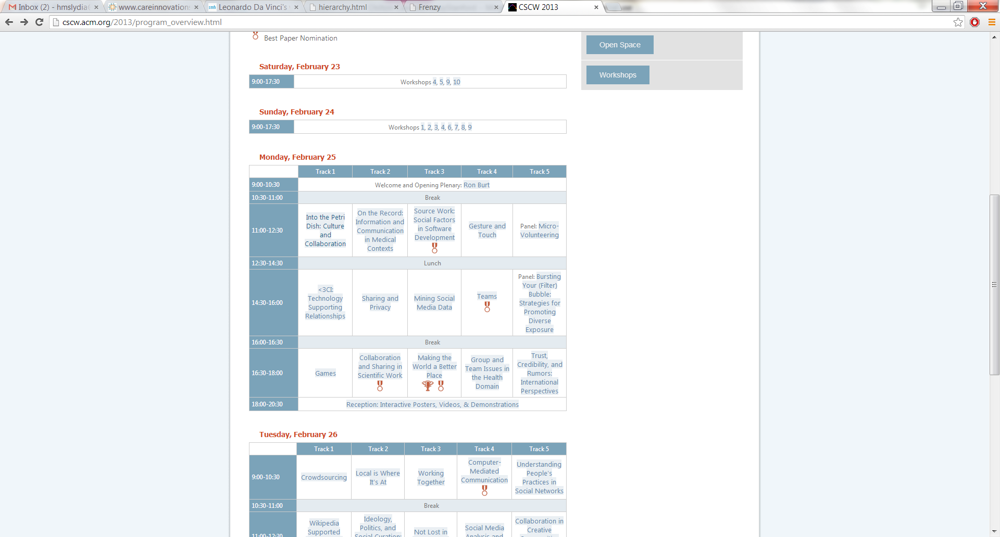 Inbox (2) - hmslydia
www.careinnovation
Leonardo Da Vinci's
hierarchy.html
Frenzy
CSCW 2013
cscw.acm.org/2013/program_overview.html
Best Paper Nomination
Open Space
Workshops
Saturday, February 23
9:00-17:30 Workshops 4, 5, 9, 10
Sunday, February 24
9:00-17:30 Workshops 1, 2, 3, 4, 6, 7, 8, 9
Monday, February 25
Track 1 Track 2 Track 3 Track 4 Track 5
9:00-10:30 Welcome and Opening Plenary: Ron Burt
10:30-11:00 Break
11:00-12:30
Into the Petri
Dish: Culture
and
Collaboration
On the Record:
Information and
Communication
in Medical
Contexts
Source Work:
Social Factors
in Software
Development
Gesture and
Touch
Panel: Micro-
Volunteering
12:30-14:30 Lunch
14:30-16:00
<3CI:
Technology
Supporting
Relationships
Sharing and
Privacy
Mining Social
Media Data
Teams
Panel: Bursting
Your (Filter)
Bubble:
Strategies for
Promoting
Diverse
Exposure
16:00-16:30 Break
16:30-18:00
Games
Collaboration
and Sharing in
Scientific Work
Making the
World a Better
Place
Group and
Team Issues in
the Health
Domain
Trust,
Credibility, and
Rumors:
International
Perspectives
18:00-20:30 Reception: Interactive Posters, Videos, & Demonstrations
Tuesday, February 26
Track 1 Track 2 Track 3 Track 4 Track 5
9:00-10:30
Crowdsourcing
Local is Where
It's At
Working
Together
Computer-
Mediated
Communication
Understanding
People's
Practices in
Social Networks
10:30-11:00 Break
11:00-12:30
Wikipedia
Supported
Ideology,
Politics, and
Social Curation:
Not Lost in
Social Media
Analysis and
Collaboration in
Creative